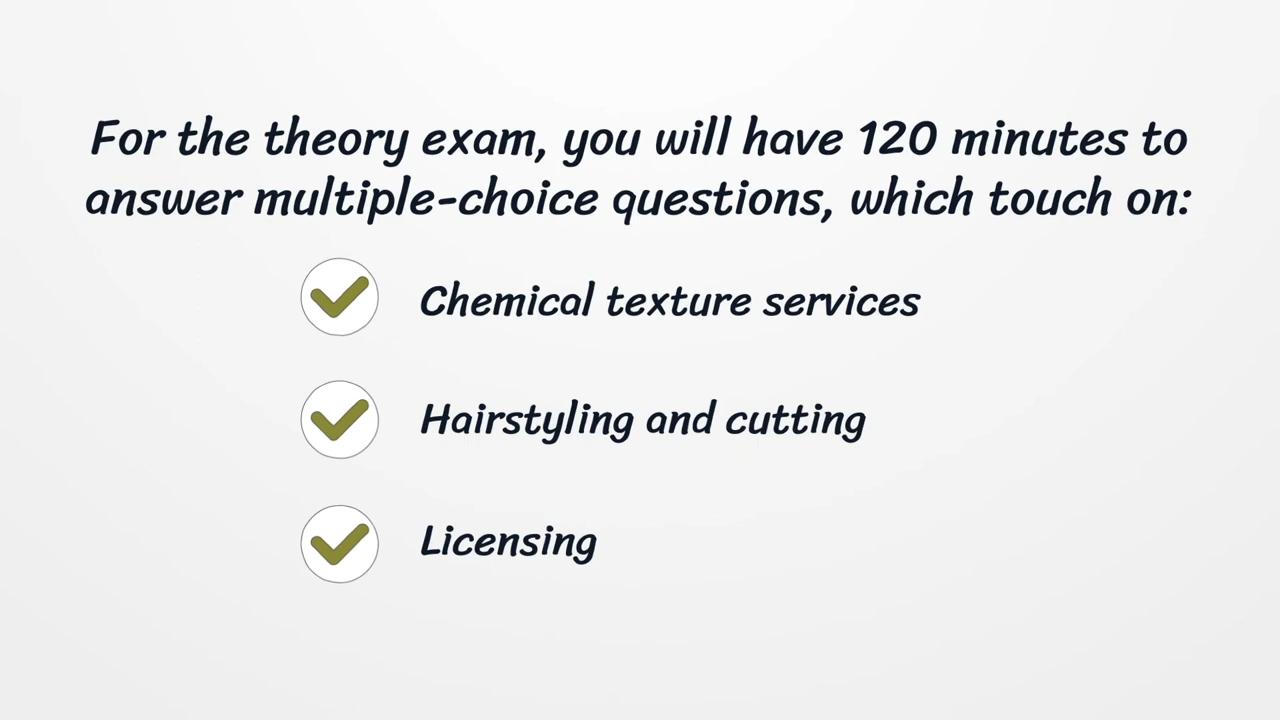 For the theory exam, you will have 120 minutes to
answer multiple-choice questions, which touch on:
Chemical texture services
Hairstyling and cutting
Licensing